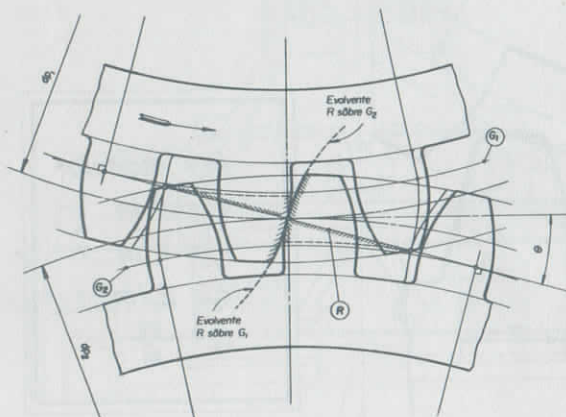 Evolvente
R sôbre G₂
G₁
θ
G₂
R
Evolvente
R sôbre G₁